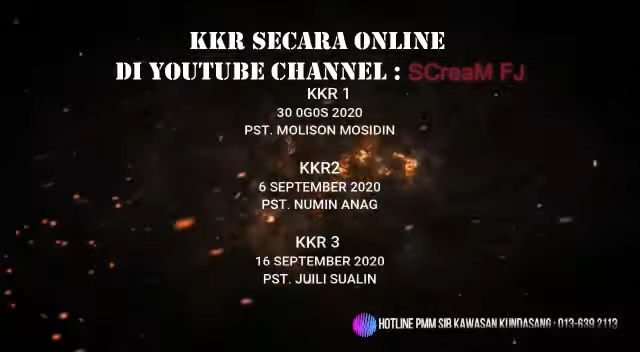 KKR SECARA ONLINE
DI YOUTUBE CHANNEL : SCreaM FJ
KKR 1
30 0G0S 2020
PST. MOLISON MOSIDIN
KKR2
6 SEPTEMBER 2020
PST. NUMIN ANAG
KKR 3
16 SEPTEMBER 2020
PST. JUILI SUALIN
HOTLINE PMM SIB KAWASAN KUNDASANG : 013-639 2113